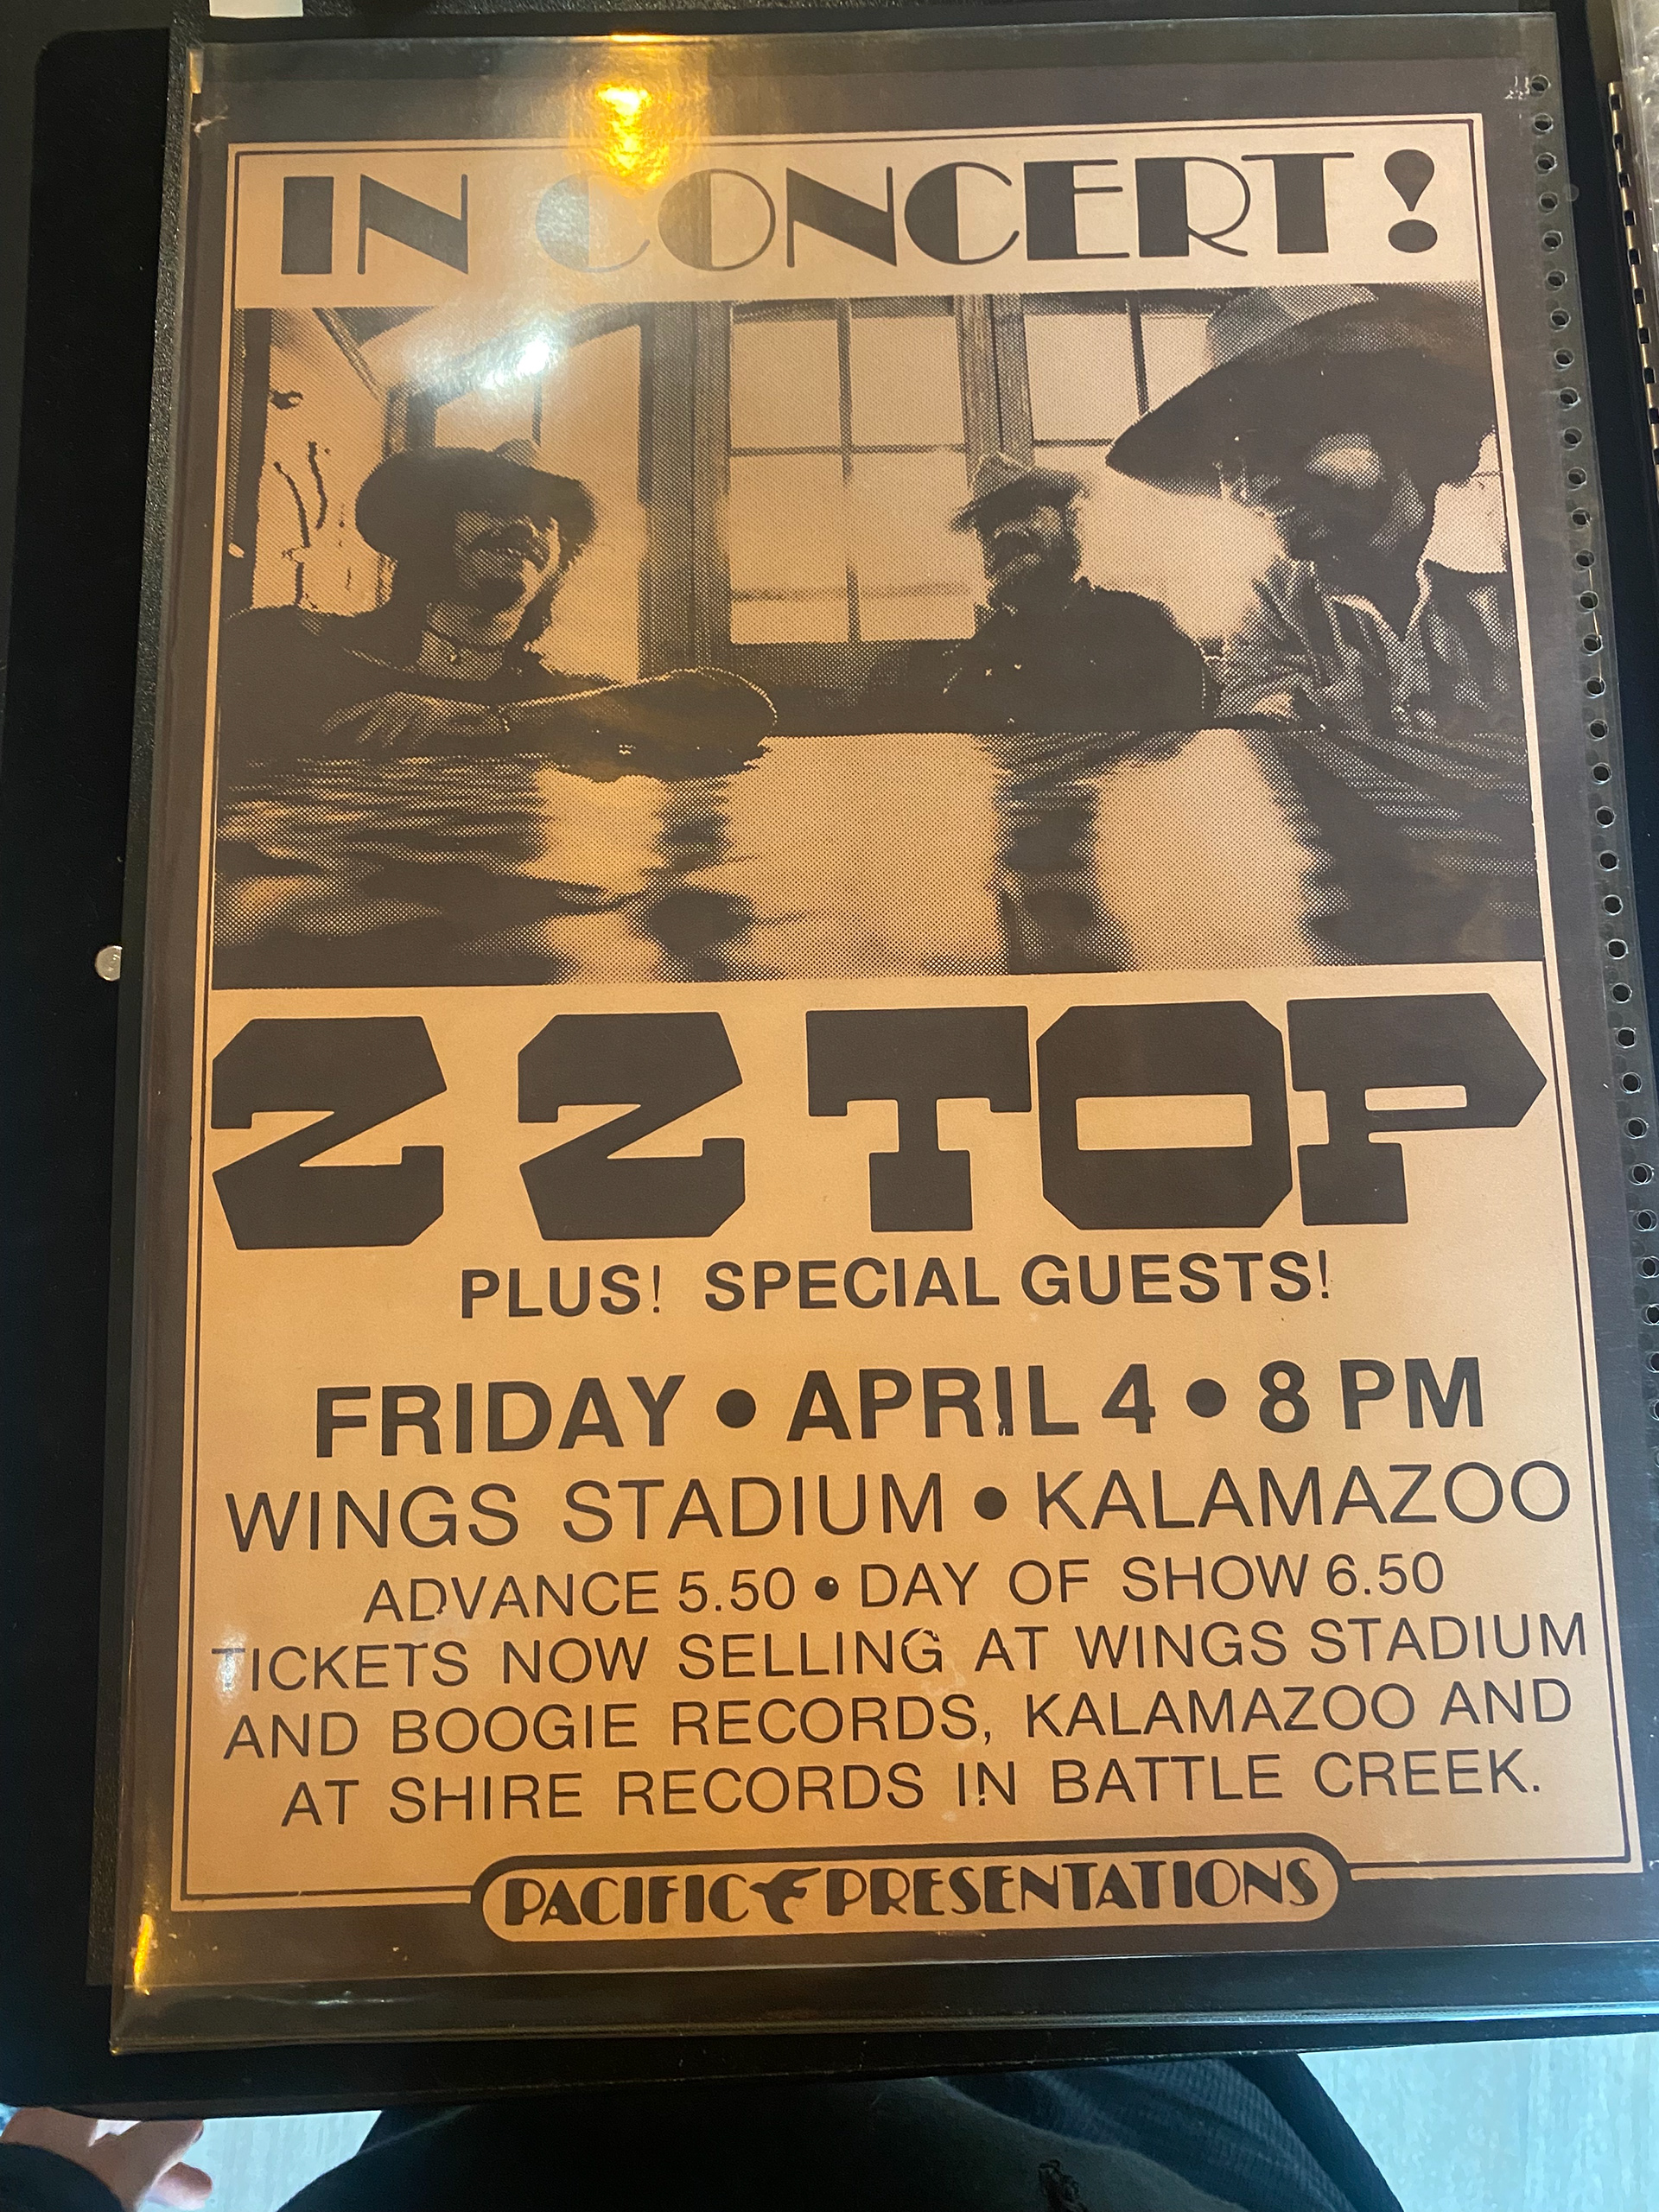 IN CONCERT!
ZZ TOP
PLUS! SPECIAL GUESTS!
FRIDAY • APRIL 4 • 8 PM
WINGS STADIUM • KALAMAZOO
ADVANCE 5.50 • DAY OF SHOW 6.50
TICKETS NOW SELLING AT WINGS STADIUM
AND BOOGIE RECORDS, KALAMAZOO AND
AT SHIRE RECORDS IN BATTLE CREEK.
PACIFIC PRESENTATIONS